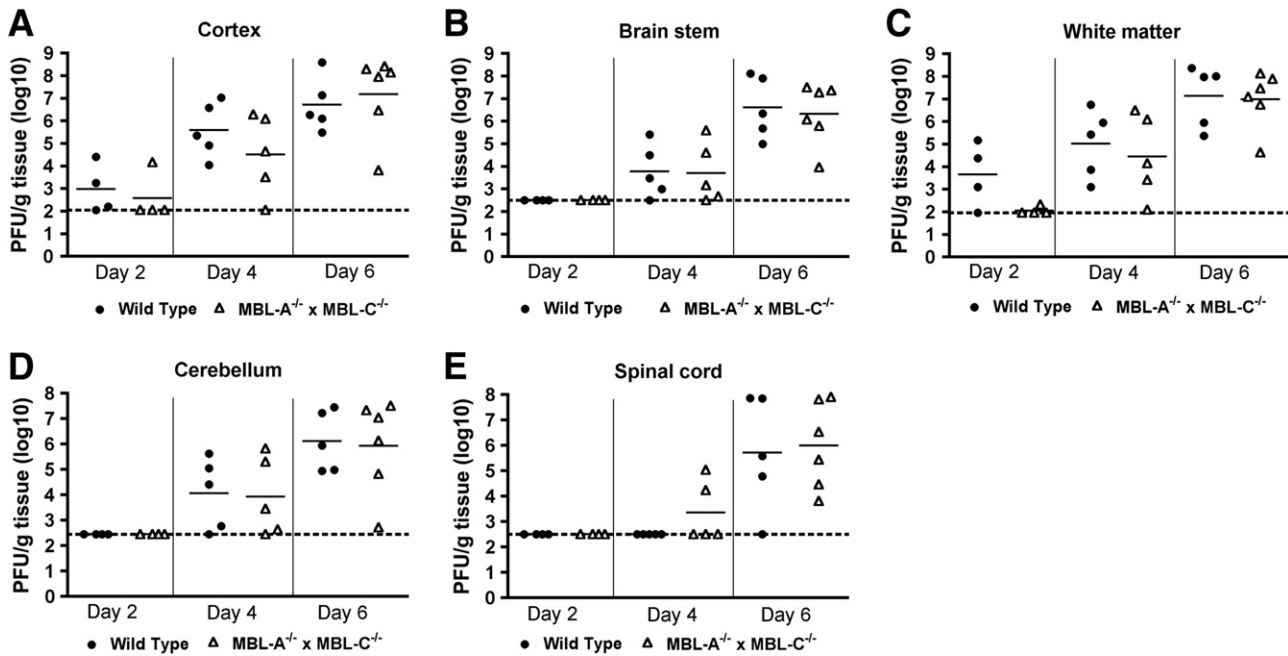 A
Cortex
PFU/g tissue (log10)
9
8
7
6
5
4
3
2
1
0
Day 2 Day 4 Day 6
● Wild Type △ MBL-A-/- x MBL-C-/-
B
Brain stem
PFU/g tissue (log10)
9
8
7
6
5
4
3
2
1
0
Day 2 Day 4 Day 6
● Wild Type △ MBL-A-/- x MBL-C-/-
C
White matter
PFU/g tissue (log10)
9
8
7
6
5
4
3
2
1
0
Day 2 Day 4 Day 6
● Wild Type △ MBL-A-/- x MBL-C-/-
D
Cerebellum
PFU/g tissue (log10)
8
7
6
5
4
3
2
1
0
Day 2 Day 4 Day 6
● Wild Type △ MBL-A-/- x MBL-C-/-
E
Spinal cord
PFU/g tissue (log10)
8
7
6
5
4
3
2
1
0
Day 2 Day 4 Day 6
● Wild Type △ MBL-A-/- x MBL-C-/-